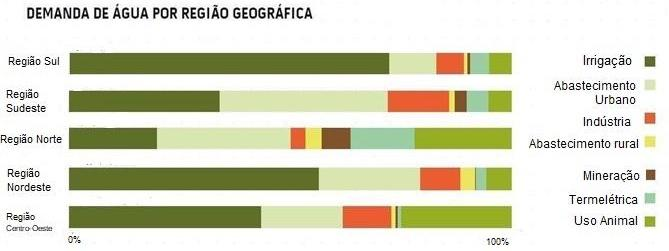 DEMANDA DE ÁGUA POR REGIÃO GEOGRÁFICA
Região Sul
Região
Sudeste
Região Norte
Região
Nordeste
Região
Centro-Oeste
0%
100%
Irrigação
Abastecimento
Urbano
Indústria
Abastecimento rural
Mineração
Termelétrica
Uso Animal